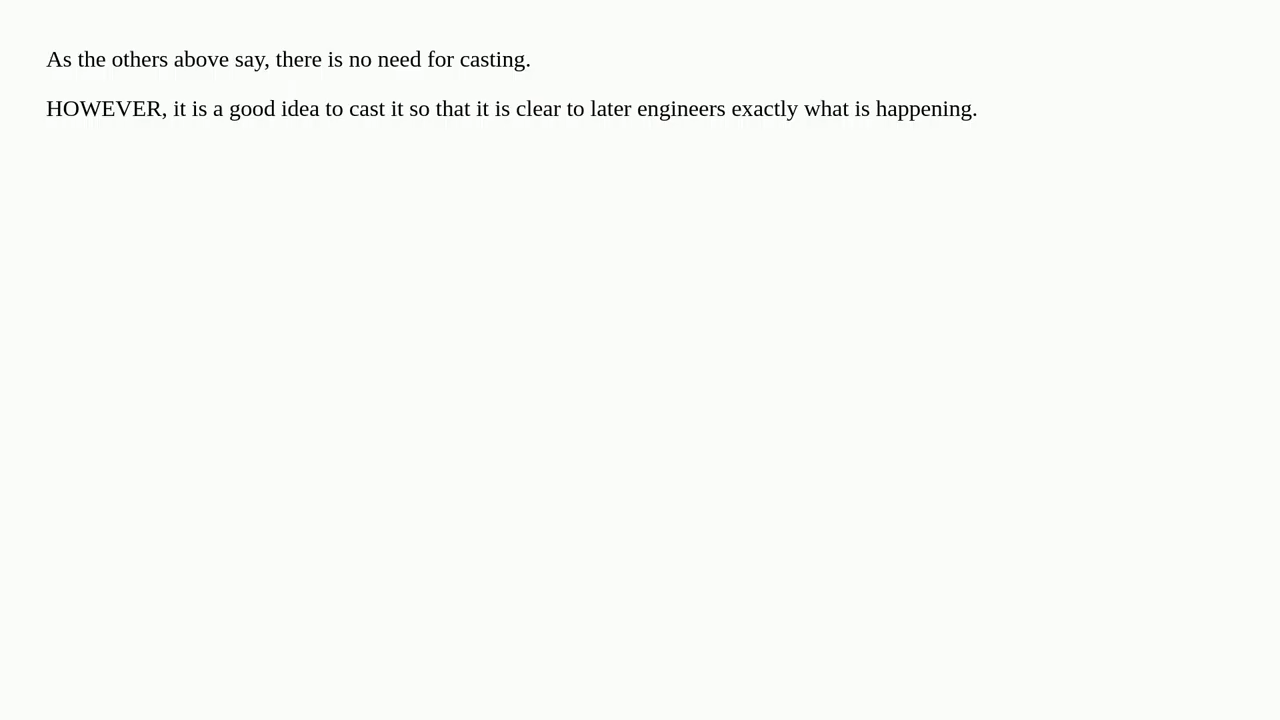 As the others above say, there is no need for casting.
HOWEVER, it is a good idea to cast it so that it is clear to later engineers exactly what is happening.